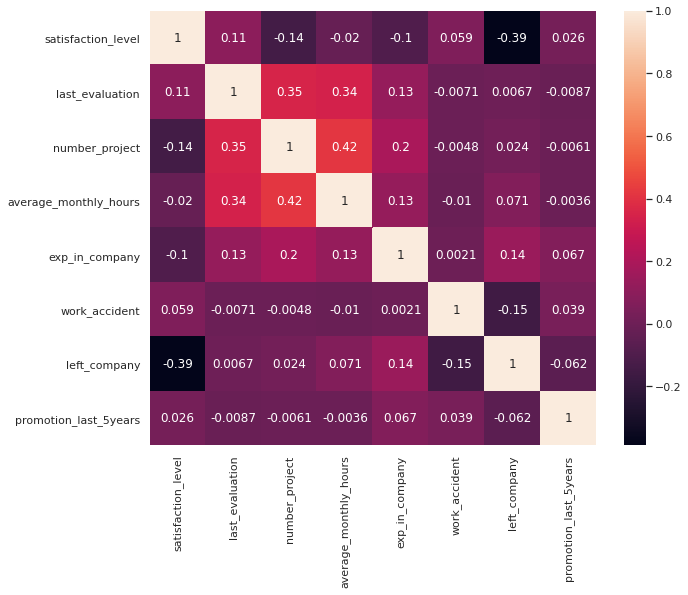 satisfaction_level 1 0.11 -0.14 -0.02 -0.1 0.059 -0.39 0.026
last_evaluation 0.11 1 0.35 0.34 0.13 -0.0071 0.0067 -0.0087
number_project -0.14 0.35 1 0.42 0.2 -0.0048 0.024 -0.0061
average_monthly_hours -0.02 0.34 0.42 1 0.13 -0.01 0.071 -0.0036
exp_in_company -0.1 0.13 0.2 0.13 1 0.0021 0.14 0.067
work_accident 0.059 -0.0071 -0.0048 -0.01 0.0021 1 -0.15 0.039
left_company -0.39 0.0067 0.024 0.071 0.14 -0.15 1 -0.062
promotion_last_5years 0.026 -0.0087 -0.0061 -0.0036 0.067 0.039 -0.062 1
satisfaction_level
last_evaluation
number_project
average_monthly_hours
exp_in_company
work_accident
left_company
promotion_last_5years
1.0
0.8
0.6
0.4
0.2
0.0
−0.2